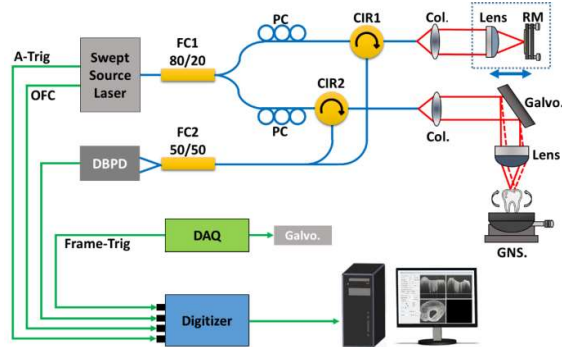 A-Trig
OFC
Swept
Source
Laser
FC1
80/20
PC
CIR1
Col.
Lens
RM
CIR2
PC
Col.
Galvo.
Lens
DBPD
FC2
50/50
GNS.
Frame-Trig
DAQ
Galvo.
Digitizer